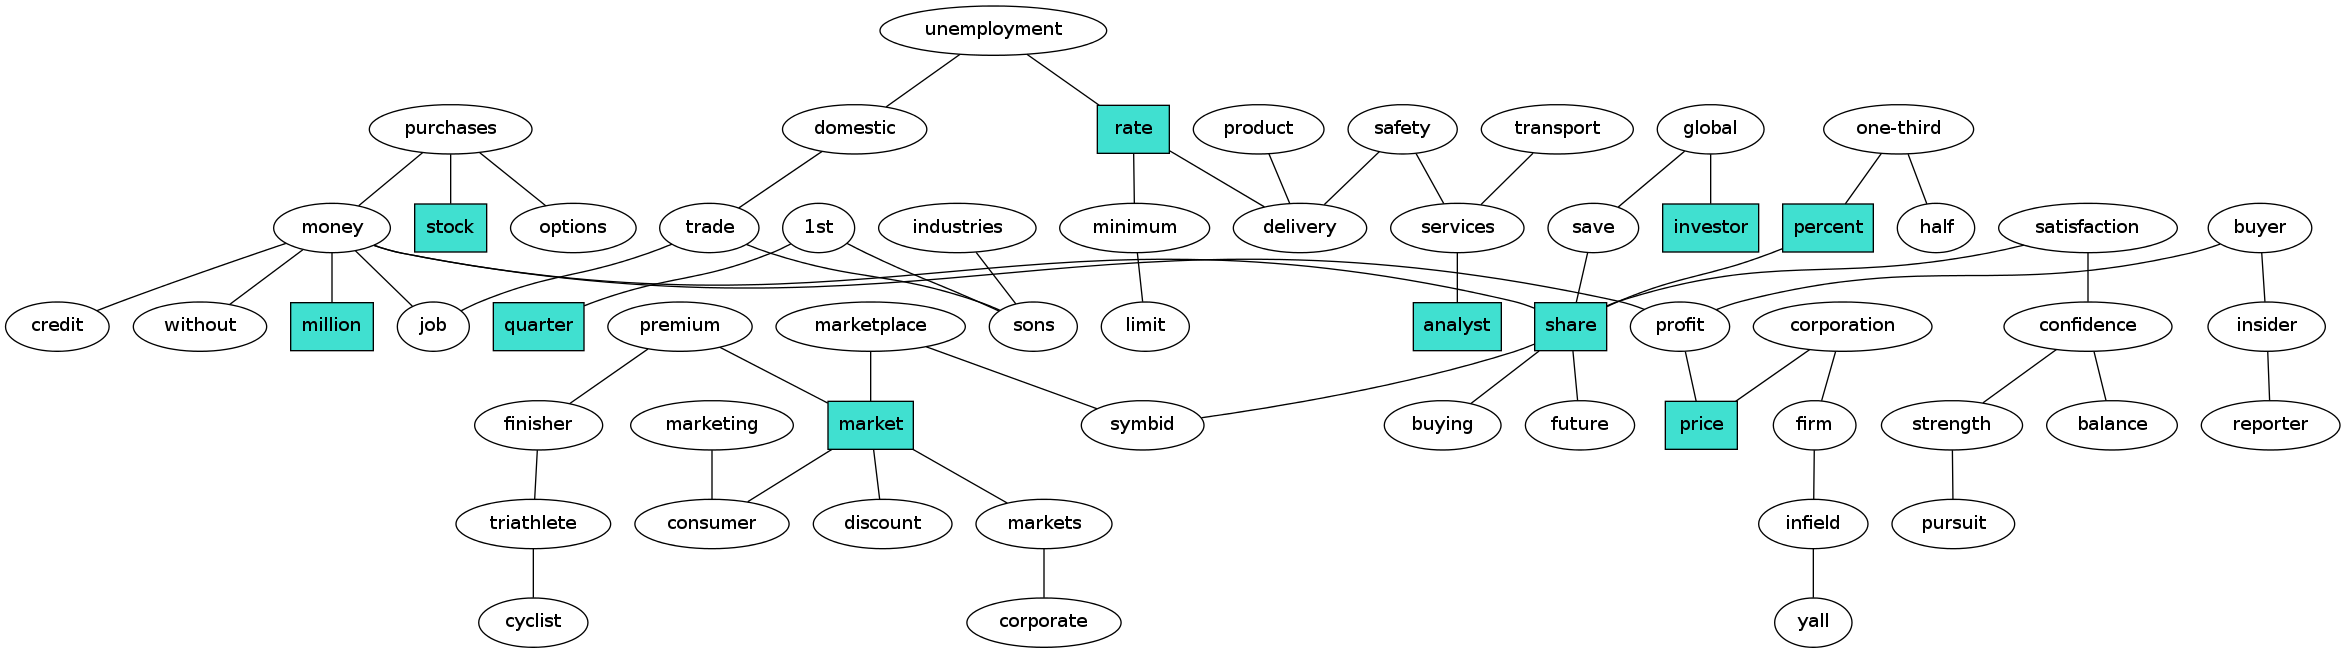 unemployment
purchases
domestic
rate
product
safety
transport
global
one-third
money
stock
options
trade
1st
industries
minimum
delivery
services
save
investor
percent
half
satisfaction
buyer
credit
without
million
job
quarter
premium
marketplace
sons
limit
analyst
share
profit
corporation
confidence
insider
finisher
marketing
market
symbid
buying
future
price
firm
strength
balance
reporter
triathlete
consumer
discount
markets
infield
pursuit
cyclist
corporate
yall